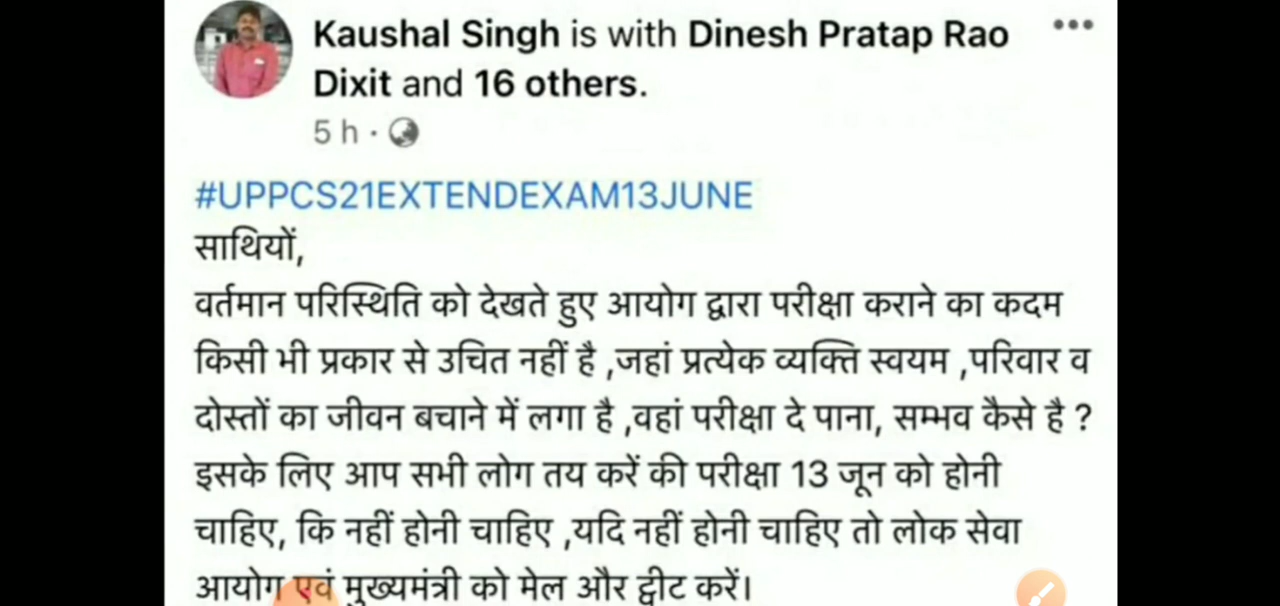 Kaushal Singh is with Dinesh Pratap Rao
Dixit and 16 others.
5 h ·
#UPPCS21EXTENDEXAM13JUNE
साथियों,
वर्तमान परिस्थिति को देखते हुए आयोग द्वारा परीक्षा कराने का कदम
किसी भी प्रकार से उचित नहीं है ,जहां प्रत्येक व्यक्ति स्वयम ,परिवार व
दोस्तों का जीवन बचाने में लगा है ,वहां परीक्षा दे पाना, सम्भव कैसे है ?
इसके लिए आप सभी लोग तय करें की परीक्षा 13 जून को होनी
चाहिए, कि नहीं होनी चाहिए ,यदि नहीं होनी चाहिए तो लोक सेवा
आयोग एवं मुख्यमंत्री को मेल और ट्वीट करें।